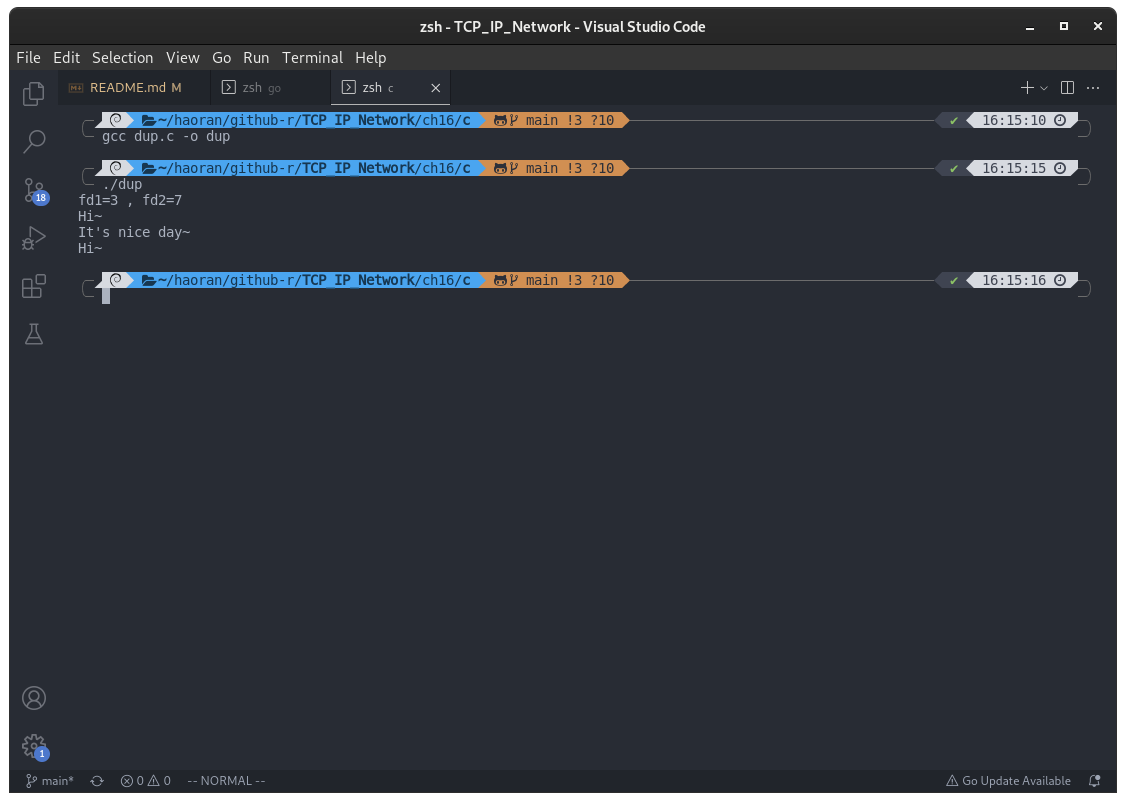 zsh - TCP_IP_Network - Visual Studio Code
File Edit Selection View Go Run Terminal Help
README.md M zsh go zsh c
~/haoran/github-r/TCP_IP_Network/ch16/c main !3 ?10 ✔ 16:15:10
gcc dup.c -o dup
~/haoran/github-r/TCP_IP_Network/ch16/c main !3 ?10 ✔ 16:15:15
./dup
fd1=3 , fd2=7
Hi~
It's nice day~
Hi~
~/haoran/github-r/TCP_IP_Network/ch16/c main !3 ?10 ✔ 16:15:16
18
1
main* 0 0 -- NORMAL -- Go Update Available